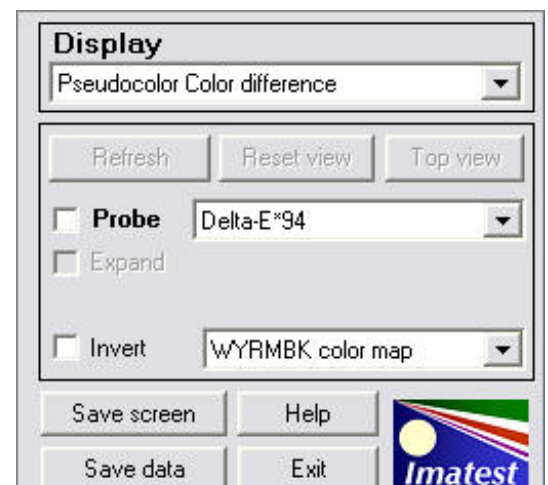 Display
Pseudocolor Color difference
Refresh Reset view Top view
Probe Delta-E*94
Expand
Invert WYRMBK color map
Save screen Help
Save data Exit
Imatest